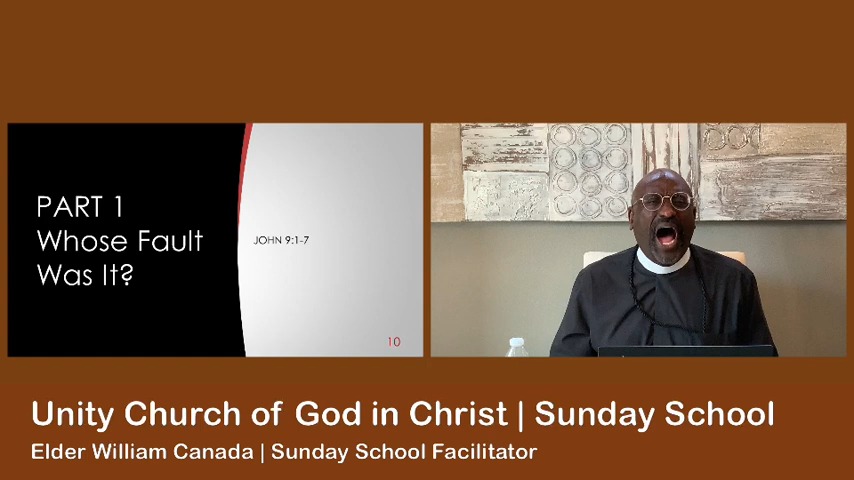 PART 1
Whose Fault
Was It?
JOHN 9:1-7
10
Unity Church of God in Christ | Sunday School
Elder William Canada | Sunday School Facilitator